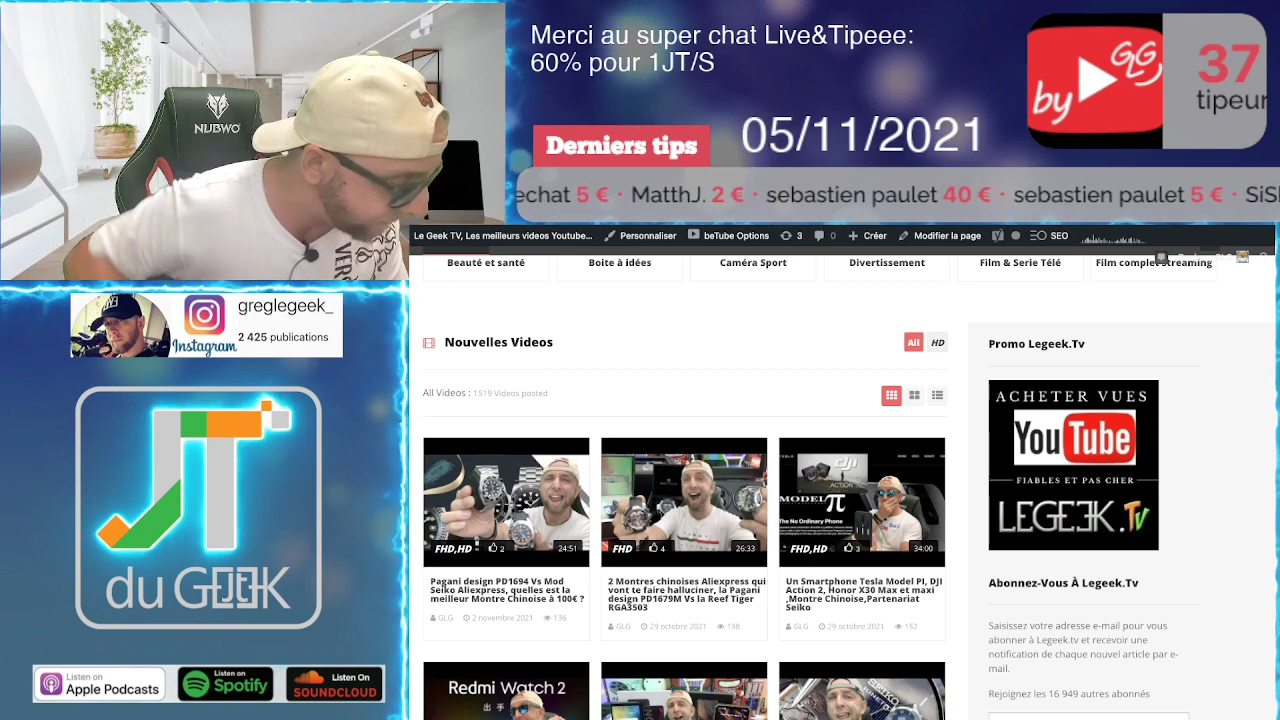 NUBWO
Merci au super chat Live&Tipeee:
60% pour 1JT/S
by GLG
37
tipeur
Derniers tips
05/11/2021
echat 5 € · MatthJ. 2 € · sebastien paulet 40 € · sebastien paulet 5 € · SiS
Le Geek TV, Les meilleurs videos Youtube... Personnaliser beTube Options 3 0 Créer Modifier la page SEO
Beauté et santé Boite à idées Caméra Sport Divertissement Film & Serie Télé Film complet streaming
greglegeek_
2 425 publications
Instagram
JT
du GEEK
Listen on
Apple Podcasts
Listen on
Spotify
Listen On
SOUNDCLOUD
Nouvelles Videos All HD
All Videos : 1519 Videos posted
FHD,HD 2 24:51
FHD 4 26:33
DJI
ACTION
MODEL π
The No Ordinary Phone
FHD,HD 3 34:00
Pagani design PD1694 Vs Mod
Seiko Aliexpress, quelles est la
meilleur Montre Chinoise à 100€ ?
GLG 2 novembre 2021 136
2 Montres chinoises Aliexpress qui
vont te faire halluciner, la Pagani
design PD1679M Vs la Reef Tiger
RGA3503
GLG 29 octobre 2021 138
Un Smartphone Tesla Model PI, DJI
Action 2, Honor X30 Max et maxi
,Montre Chinoise,Partenariat
Seiko
GLG 29 octobre 2021 152
Redmi Watch 2
Promo Legeek.Tv
ACHETER VUES
YouTube
FIABLES ET PAS CHER
LEGEEK.Tv
Abonnez-Vous À Legeek.Tv
Saisissez votre adresse e-mail pour vous
abonner à Legeek.tv et recevoir une
notification de chaque nouvel article par e-
mail.
Rejoignez les 16 949 autres abonnés